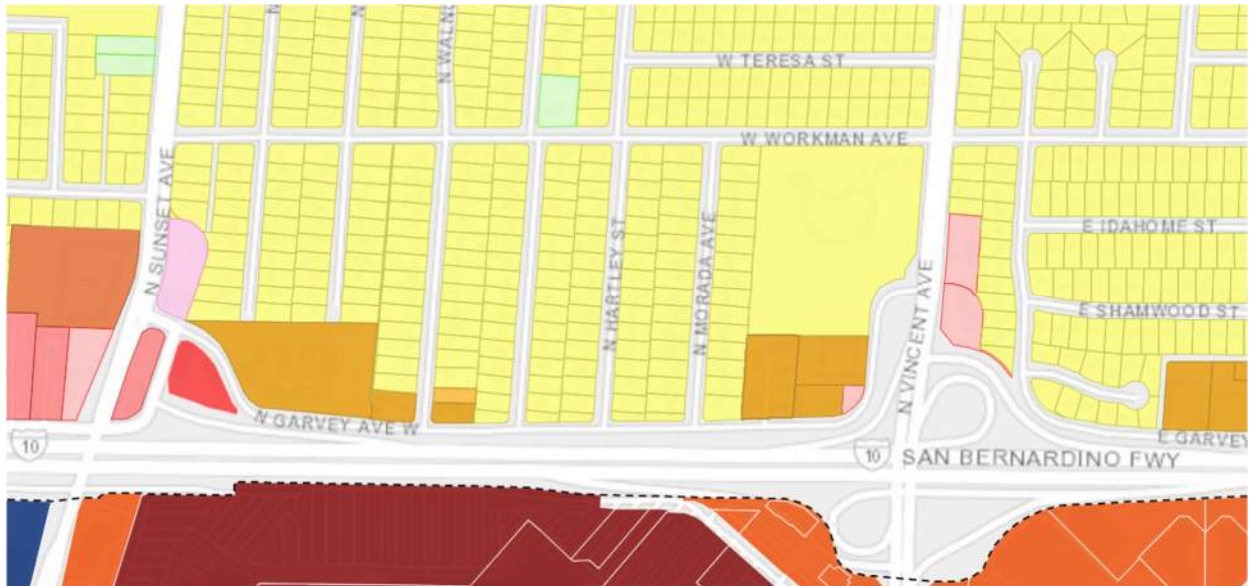 N WALNU
W TERESA ST
W WORKMAN AVE
N SUNSET AVE
N HARTLEY ST
N MORADA AVE
E IDAHOME ST
E SHAMWOOD ST
N VINCENT AVE
N GARVEY AVE W
E GARVEY
10
10
SAN BERNARDINO FWY